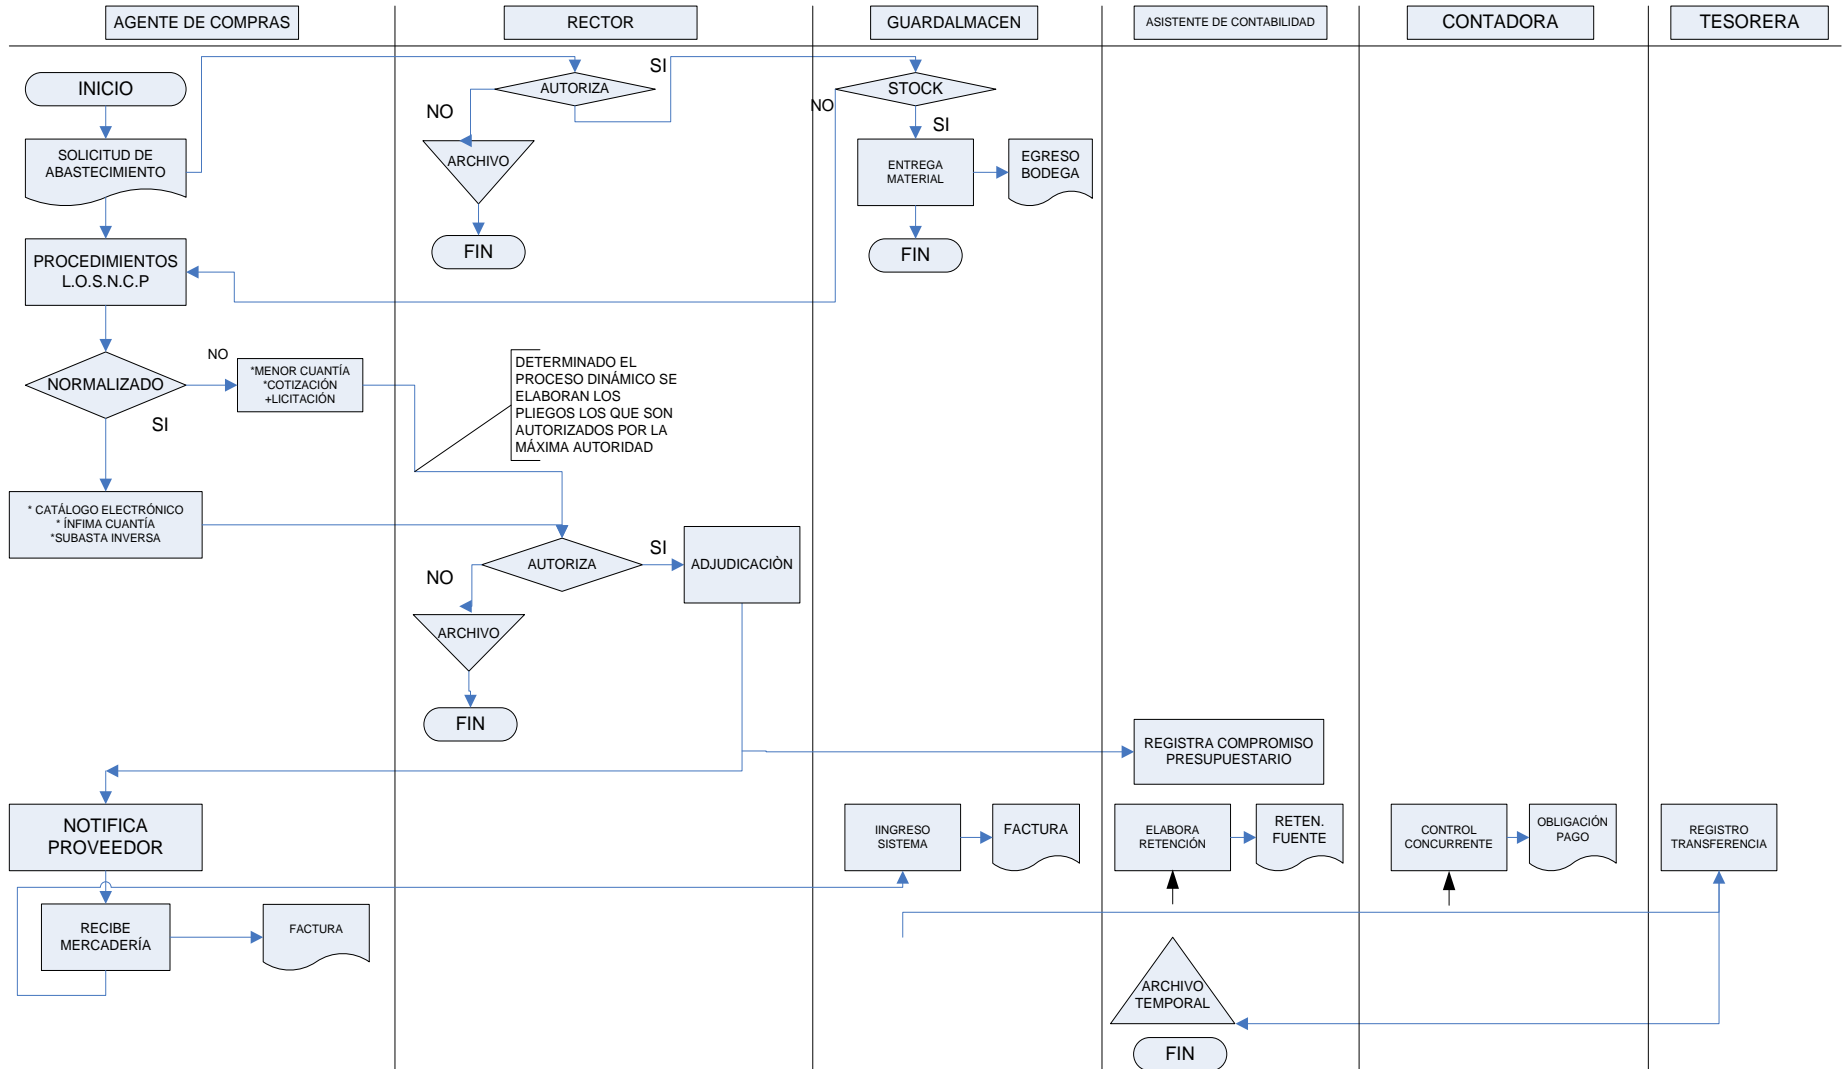 AGENTE DE COMPRAS
RECTOR
GUARDALMACEN
ASISTENTE DE CONTABILIDAD
CONTADORA
TESORERA
INICIO
SOLICITUD DE
ABASTECIMIENTO
PROCEDIMIENTOS
L.O.S.N.C.P
NORMALIZADO
NO
SI
*MENOR CUANTÍA
*COTIZACIÓN
+LICITACIÓN
* CATÁLOGO ELECTRÓNICO
* ÍNFIMA CUANTÍA
*SUBASTA INVERSA
AUTORIZA
SI
NO
ARCHIVO
FIN
STOCK
NO
SI
ENTREGA
MATERIAL
EGRESO
BODEGA
FIN
DETERMINADO EL
PROCESO DINÁMICO SE
ELABORAN LOS
PLIEGOS LOS QUE SON
AUTORIZADOS POR LA
MÁXIMA AUTORIDAD
AUTORIZA
SI
NO
ADJUDICACIÒN
ARCHIVO
FIN
REGISTRA COMPROMISO
PRESUPUESTARIO
NOTIFICA
PROVEEDOR
RECIBE
MERCADERÍA
FACTURA
IINGRESO
SISTEMA
FACTURA
ELABORA
RETENCIÓN
RETEN.
FUENTE
CONTROL
CONCURRENTE
OBLIGACIÓN
PAGO
REGISTRO
TRANSFERENCIA
ARCHIVO
TEMPORAL
FIN